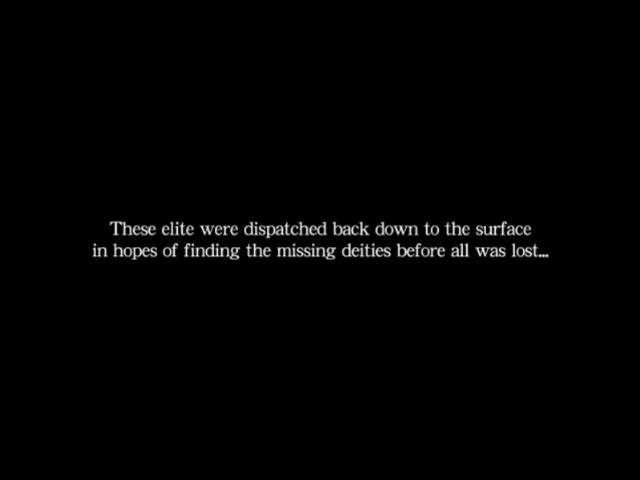 These elite were dispatched back down to the surface
in hopes of finding the missing deities before all was lost...